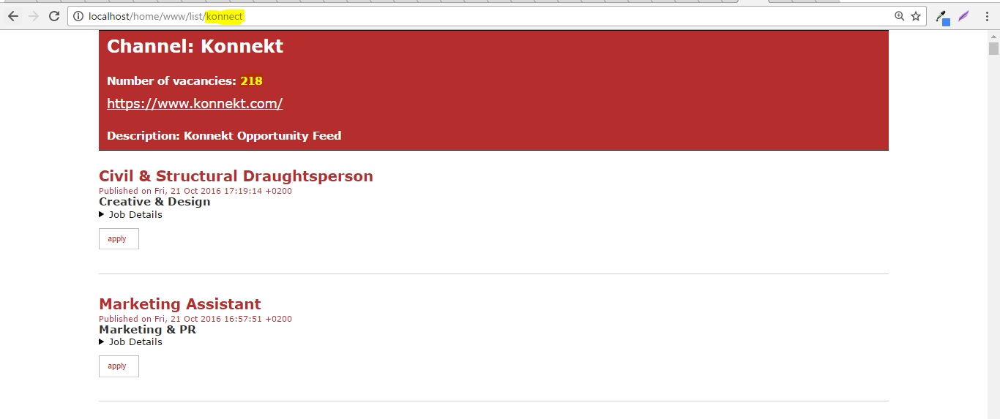 localhost/home/www/list/konnect
Channel: Konnekt
Number of vacancies: 218
https://www.konnekt.com/
Description: Konnekt Opportunity Feed
Civil & Structural Draughtsperson
Published on Fri, 21 Oct 2016 17:19:14 +0200
Creative & Design
Job Details
apply
Marketing Assistant
Published on Fri, 21 Oct 2016 16:57:51 +0200
Marketing & PR
Job Details
apply